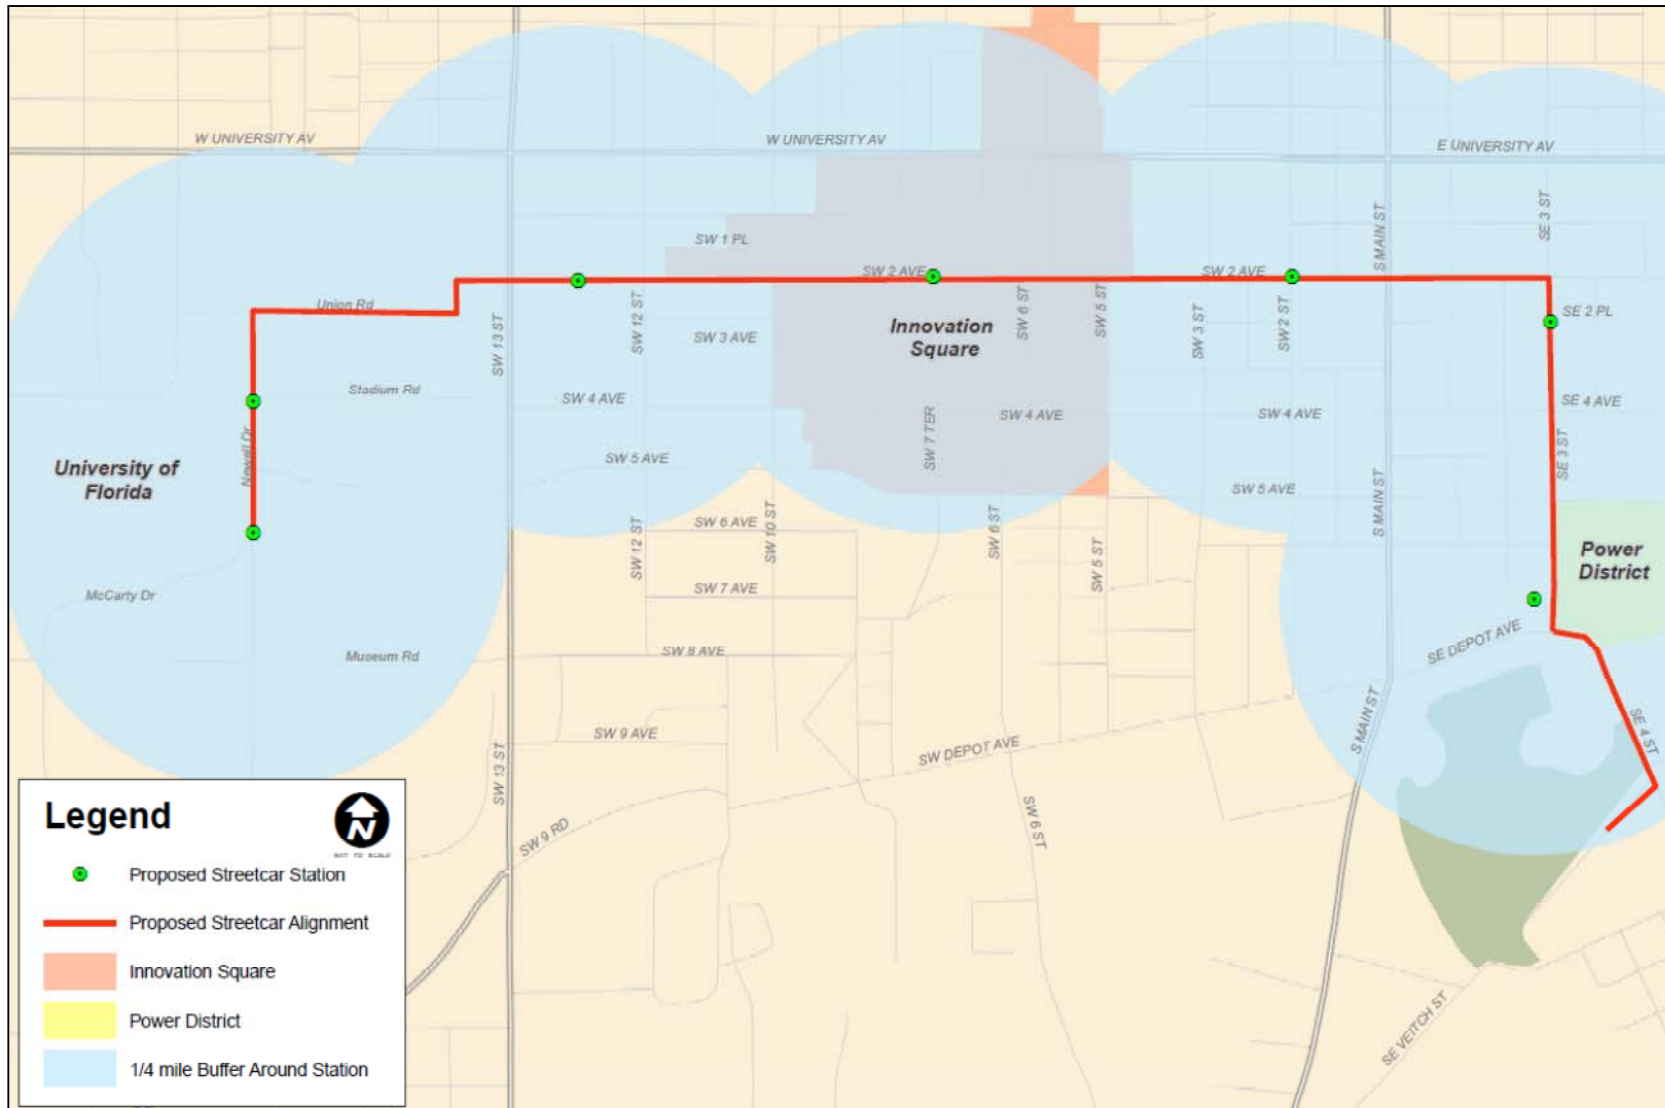 W UNIVERSITY AV
W UNIVERSITY AV
E UNIVERSITY AV
S MAIN ST
SE 3 ST
SW 1 PL
SW 2 AVE
SW 2 AVE
Union Rd
SW 13 ST
SW 12 ST
SW 3 AVE
Innovation
Square
SW 6 ST
SW 5 ST
SW 3 ST
SW 2 ST
SE 2 PL
Stadium Rd
SW 4 AVE
SW 4 AVE
SW 4 AVE
SE 4 AVE
Newell Dr
SW 7 TER
SE 3 ST
University of
Florida
SW 5 AVE
SW 5 AVE
S MAIN ST
SW 6 AVE
SW 12 ST
SW 10 ST
SW 6 ST
SW 5 ST
Power
District
McCarty Dr
SW 7 AVE
Museum Rd
SW 8 AVE
SE DEPOT AVE
SW 9 AVE
SW DEPOT AVE
S MAIN ST
SE 4 ST
SW 13 ST
SW 9 RD
SW 6 ST
SE VEITCH ST
Legend
N
NOT TO SCALE
Proposed Streetcar Station
Proposed Streetcar Alignment
Innovation Square
Power District
1/4 mile Buffer Around Station